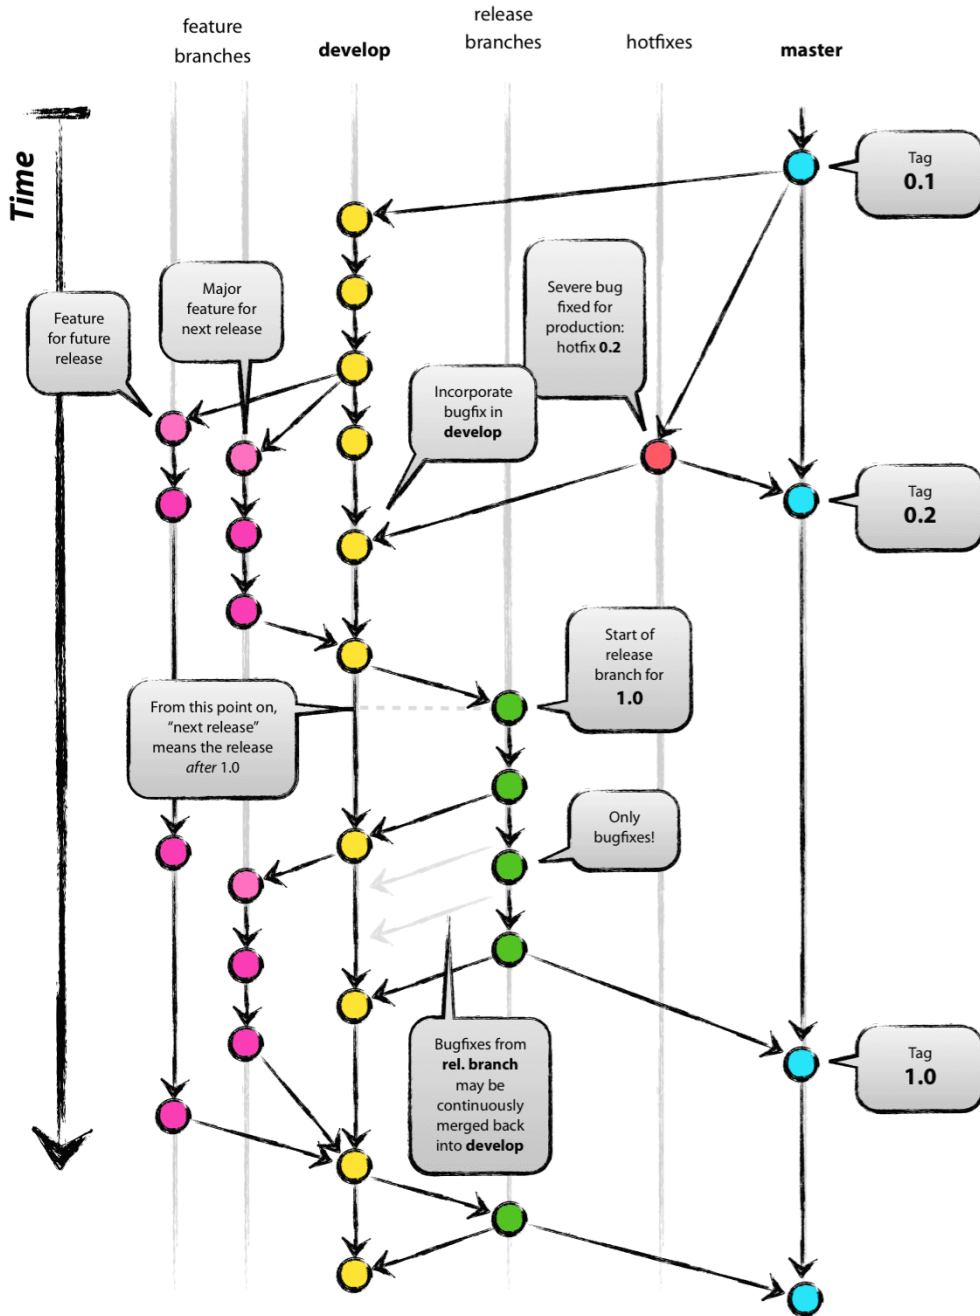 feature
branches
develop
release
branches
hotfixes
master
Time
Tag
0.1
Major
feature for
next release
Feature
for future
release
Severe bug
fixed for
production:
hotfix 0.2
Incorporate
bugfix in
develop
Tag
0.2
Start of
release
branch for
1.0
From this point on,
“next release”
means the release
after 1.0
Only
bugfixes!
Bugfixes from
rel. branch
may be
continuously
merged back
into develop
Tag
1.0